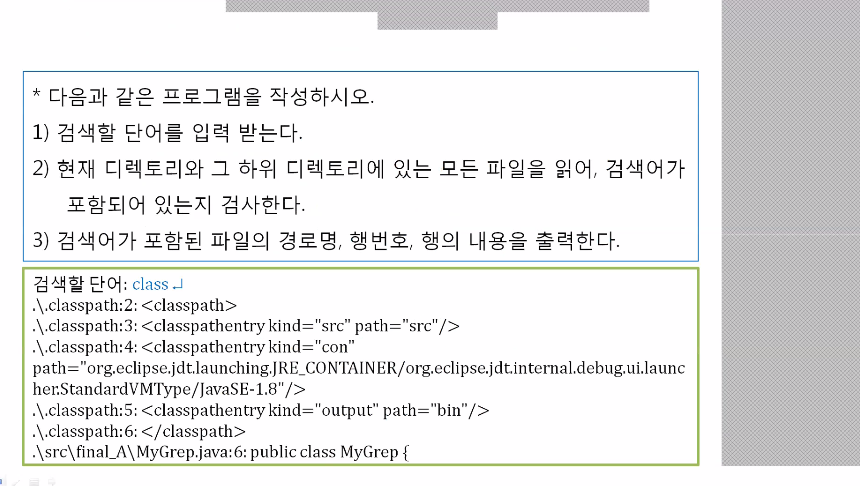 * 다음과 같은 프로그램을 작성하시오.
1) 검색할 단어를 입력 받는다.
2) 현재 디렉토리와 그 하위 디렉토리에 있는 모든 파일을 읽어, 검색어가
포함되어 있는지 검사한다.
3) 검색어가 포함된 파일의 경로명, 행번호, 행의 내용을 출력한다.
검색할 단어: class ↵
.\.classpath:2: <classpath>
.\.classpath:3: <classpathentry kind="src" path="src"/>
.\.classpath:4: <classpathentry kind="con"
path="org.eclipse.jdt.launching.JRE_CONTAINER/org.eclipse.jdt.internal.debug.ui.launc
her.StandardVMType/JavaSE-1.8"/>
.\.classpath:5: <classpathentry kind="output" path="bin"/>
.\.classpath:6: </classpath>
.\src\final_A\MyGrep.java:6: public class MyGrep {